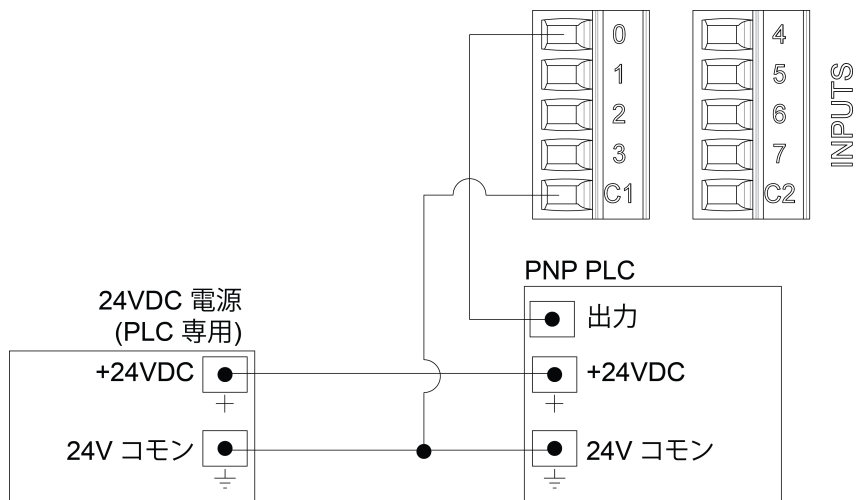 0
1
2
3
C1
4
5
6
7
C2
INPUTS
PNP PLC
出力
+24VDC
24V コモン
24VDC 電源
(PLC 専用)
+24VDC
24V コモン